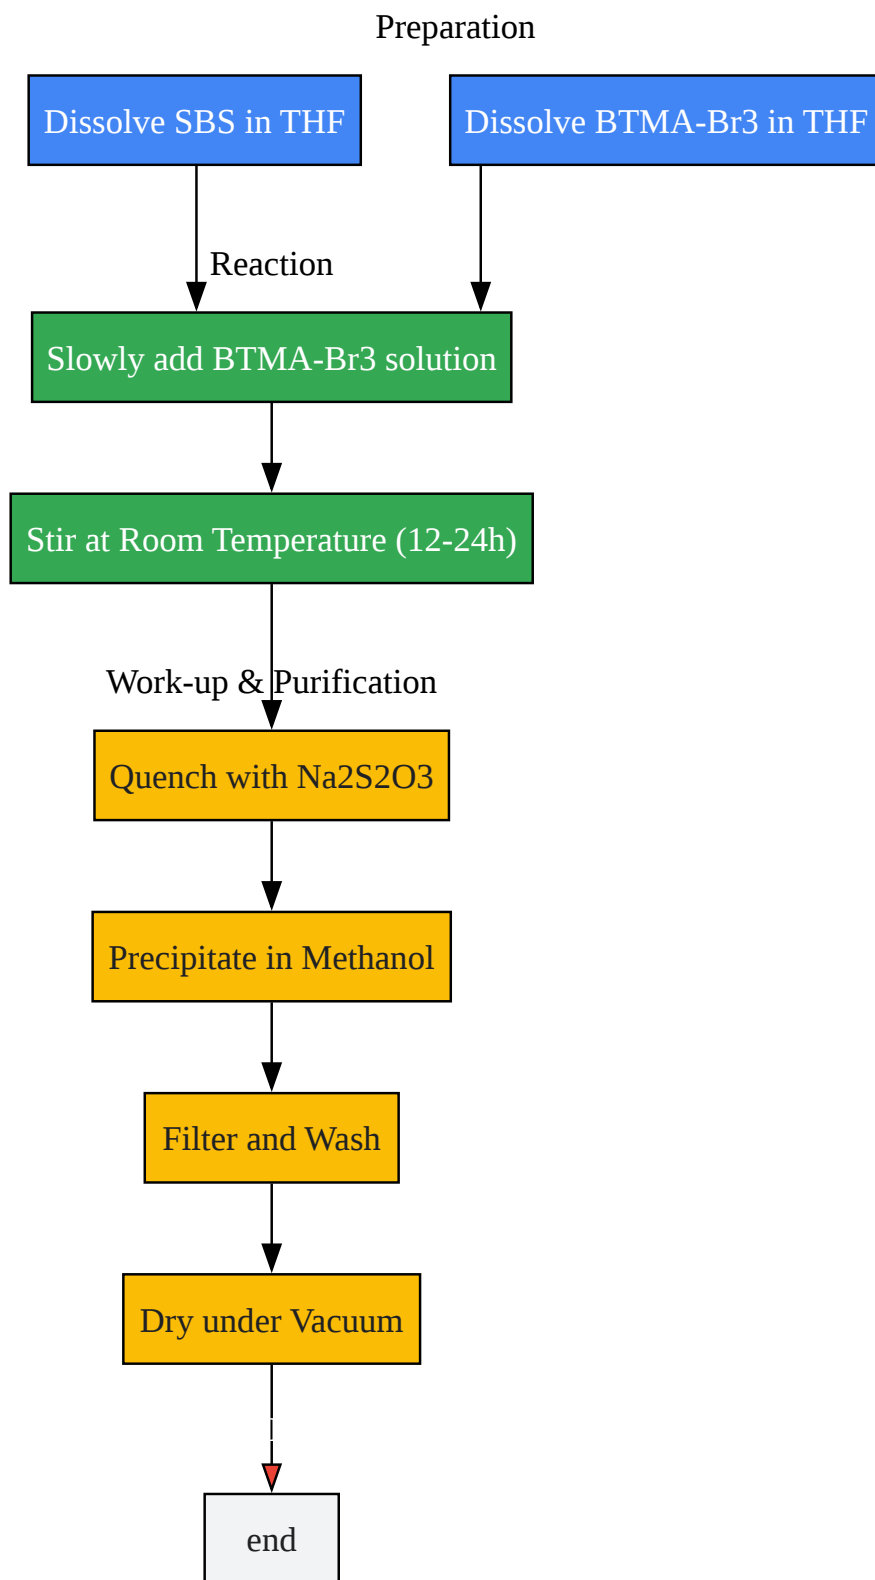 Preparation
Dissolve SBS in THF
Dissolve BTMA-Br3 in THF
Reaction
Slowly add BTMA-Br3 solution
Stir at Room Temperature (12-24h)
Work-up & Purification
Quench with Na2S2O3
Precipitate in Methanol
Filter and Wash
Dry under Vacuum
end